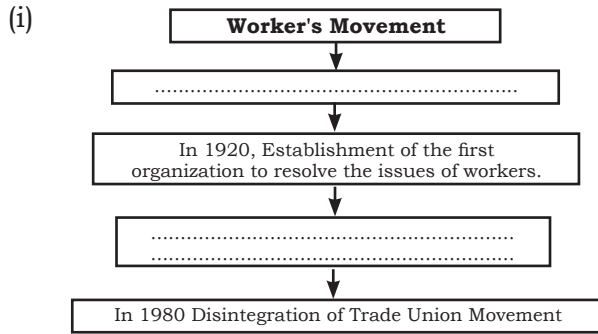 (i)
Worker's Movement
..............................................................
In 1920, Establishment of the first
organization to resolve the issues of workers.
..............................................................
..............................................................
In 1980 Disintegration of Trade Union Movement